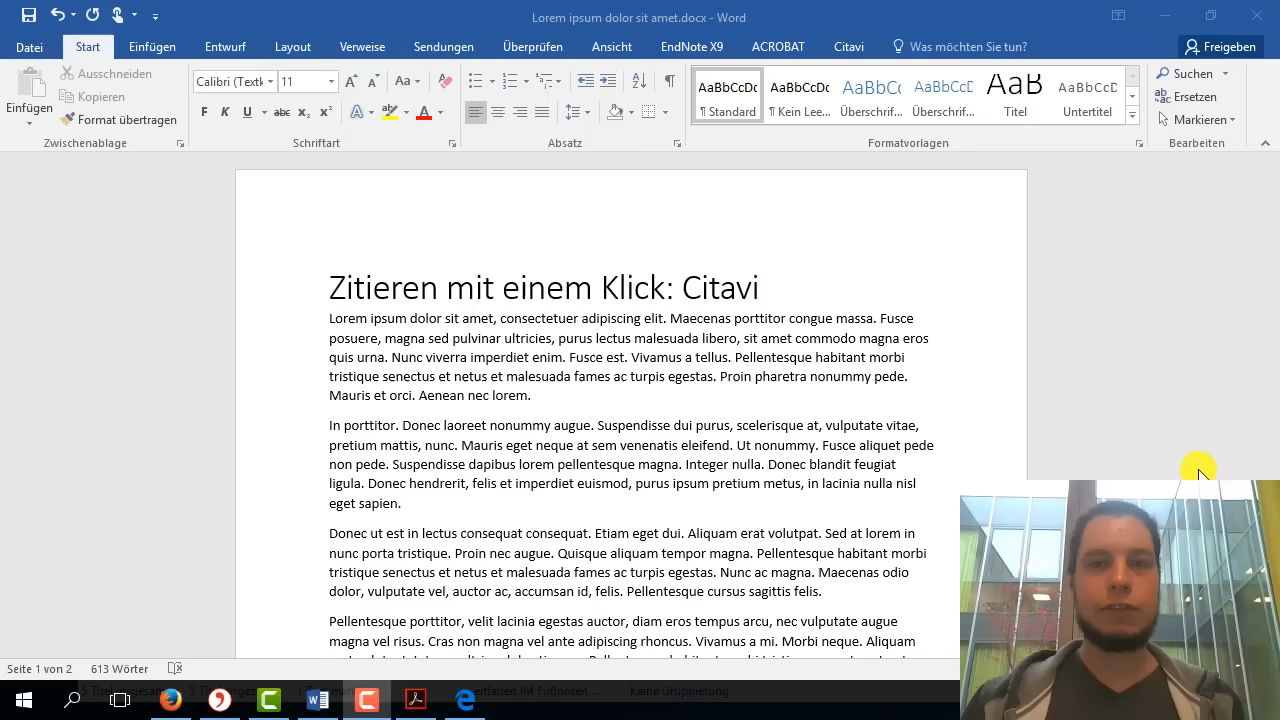 Lorem ipsum dolor sit amet.docx - Word
Datei Start Einfügen Entwurf Layout Verweise Sendungen Überprüfen Ansicht EndNote X9 ACROBAT Citavi Was möchten Sie tun? Freigeben
Einfügen
Ausschneiden
Kopieren
Format übertragen
Zwischenablage
Calibri (Textk 11
Aa
F K U abc x₂ x² A A
Schriftart
Absatz
AaBbCcDc AaBbCcDc AaBbCc AaBbCcD AaB AaBbCcD
¶ Standard ¶ Kein Lee... Überschrif... Überschrif... Titel Untertitel
Formatvorlagen
Suchen
Ersetzen
Markieren
Bearbeiten
Zitieren mit einem Klick: Citavi
Lorem ipsum dolor sit amet, consectetuer adipiscing elit. Maecenas porttitor congue massa. Fusce
posuere, magna sed pulvinar ultricies, purus lectus malesuada libero, sit amet commodo magna eros
quis urna. Nunc viverra imperdiet enim. Fusce est. Vivamus a tellus. Pellentesque habitant morbi
tristique senectus et netus et malesuada fames ac turpis egestas. Proin pharetra nonummy pede.
Mauris et orci. Aenean nec lorem.
In porttitor. Donec laoreet nonummy augue. Suspendisse dui purus, scelerisque at, vulputate vitae,
pretium mattis, nunc. Mauris eget neque at sem venenatis eleifend. Ut nonummy. Fusce aliquet pede
non pede. Suspendisse dapibus lorem pellentesque magna. Integer nulla. Donec blandit feugiat
ligula. Donec hendrerit, felis et imperdiet euismod, purus ipsum pretium metus, in lacinia nulla nisl
eget sapien.
Donec ut est in lectus consequat consequat. Etiam eget dui. Aliquam erat volutpat. Sed at lorem in
nunc porta tristique. Proin nec augue. Quisque aliquam tempor magna. Pellentesque habitant morbi
tristique senectus et netus et malesuada fames ac turpis egestas. Nunc ac magna. Maecenas odio
dolor, vulputate vel, auctor ac, accumsan id, felis. Pellentesque cursus sagittis felis.
Pellentesque porttitor, velit lacinia egestas auctor, diam eros tempus arcu, nec vulputate augue
magna vel risus. Cras non magna vel ante adipiscing rhoncus. Vivamus a mi. Morbi neque. Aliquam
Seite 1 von 2 613 Wörter
Keine Gruppierung